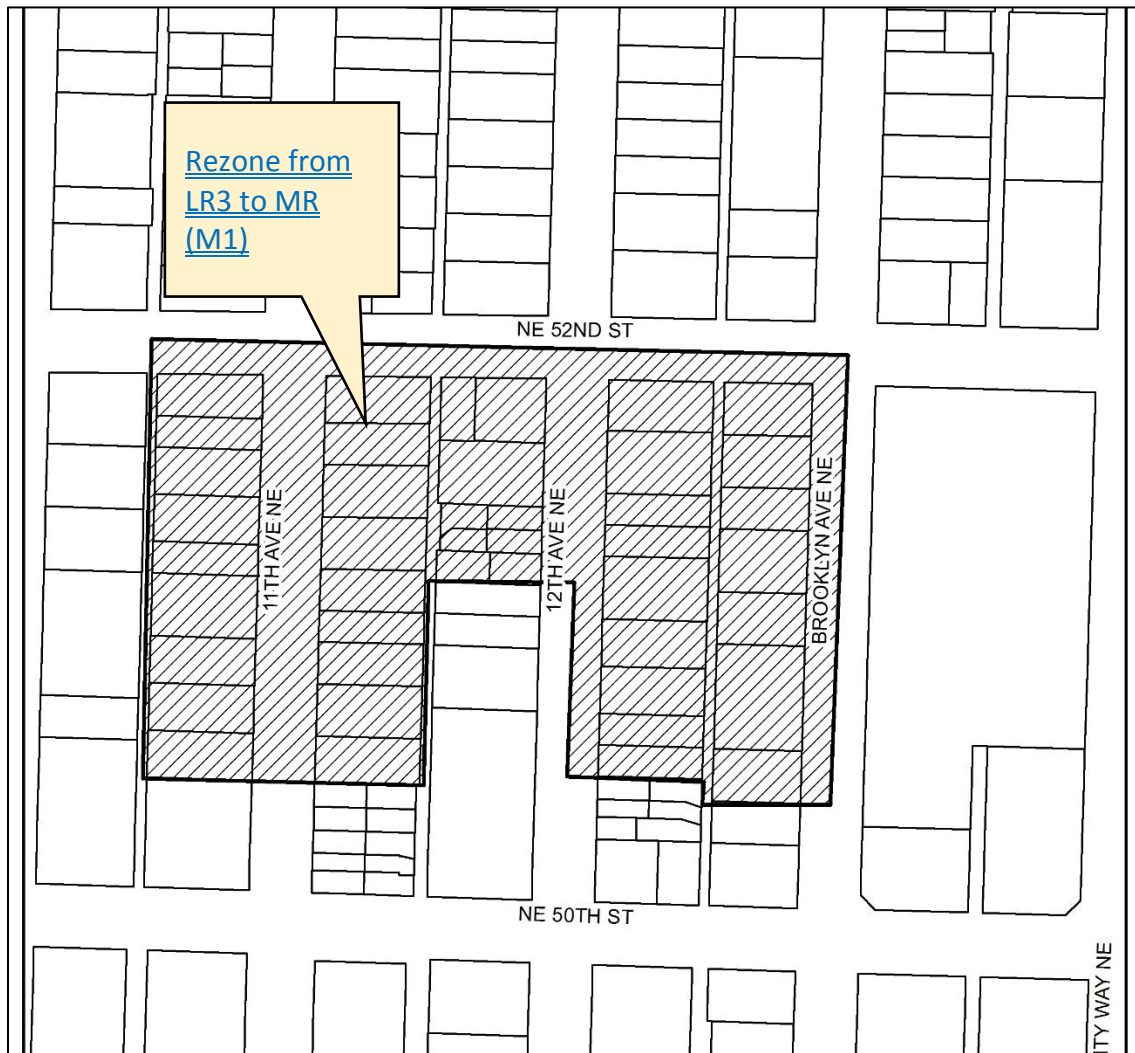 Rezone from
LR3 to MR
(M1)
NE 52ND ST
11TH AVE NE
12TH AVE NE
BROOKLYN AVE NE
NE 50TH ST
ITY WAY NE